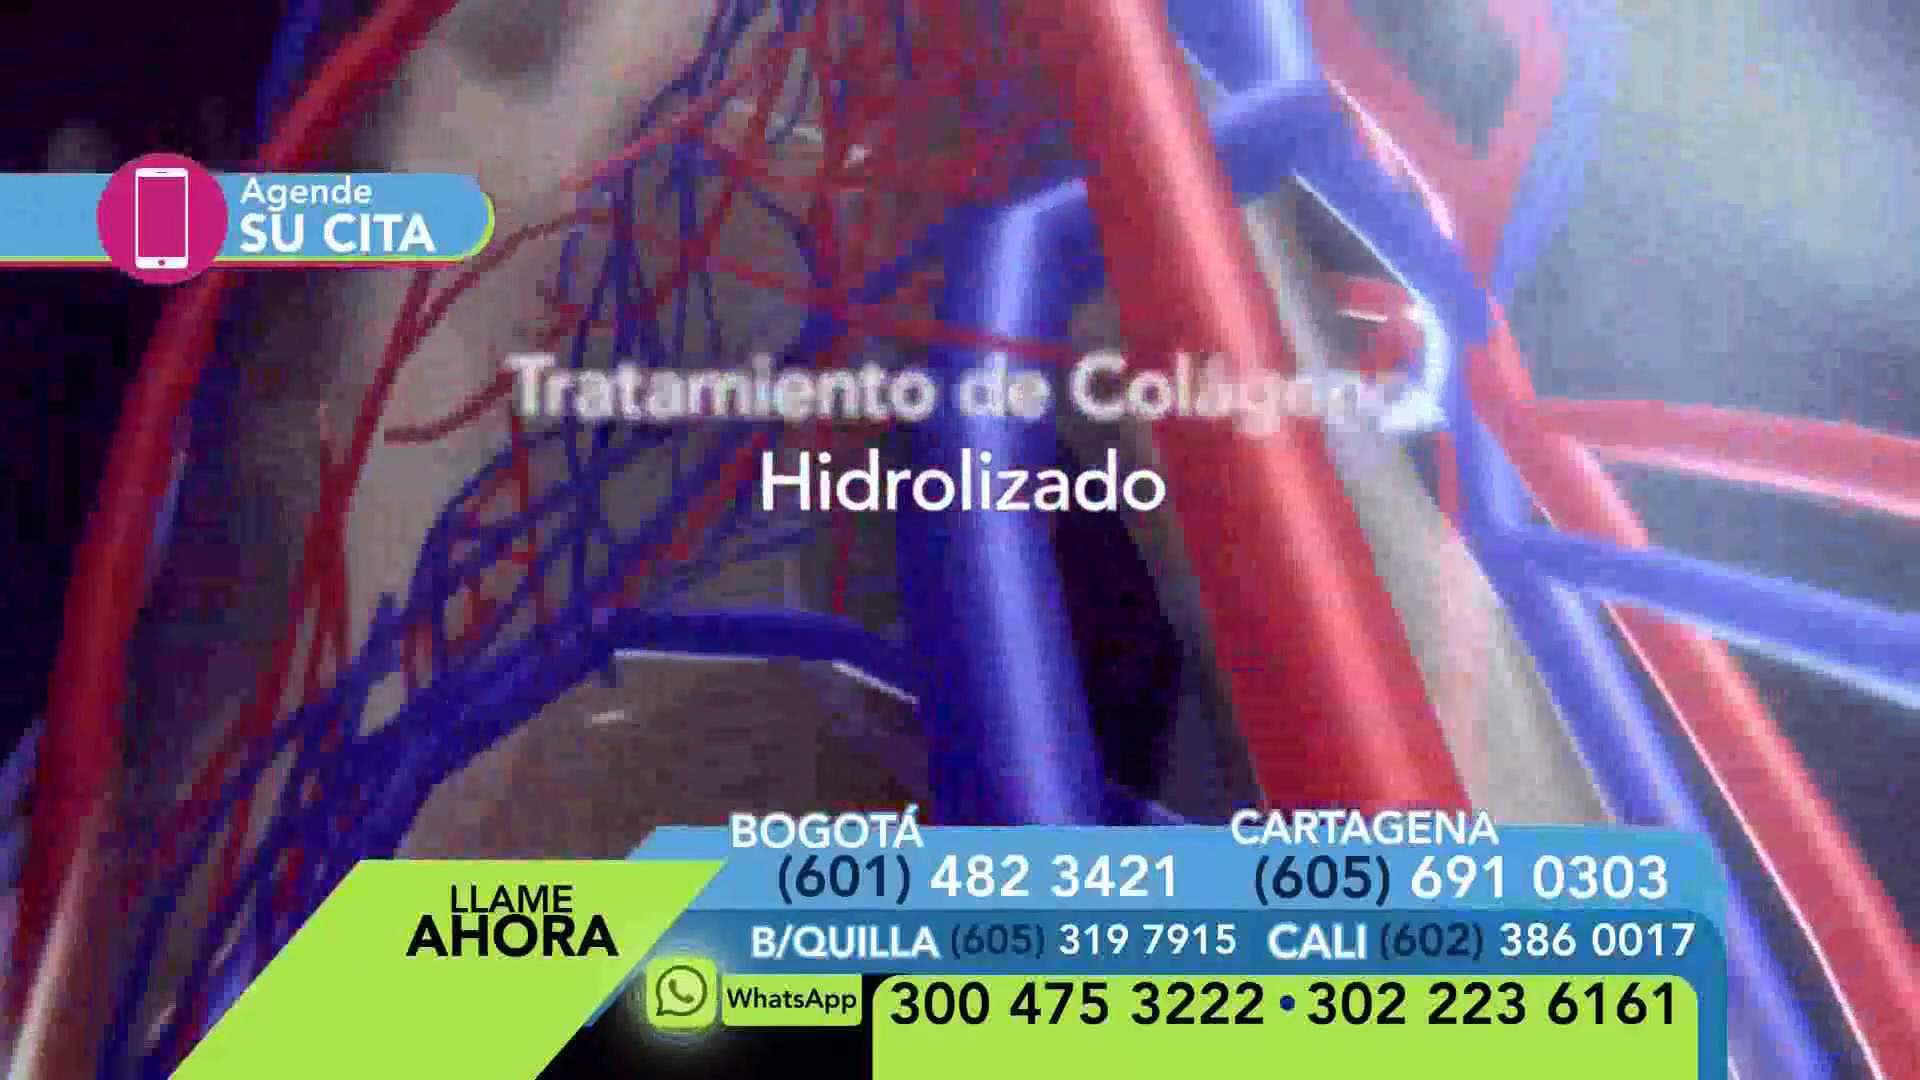 Agende
SU CITA
Tratamiento de Colágeno
Hidrolizado
BOGOTÁ
(601) 482 3421
CARTAGENA
(605) 691 0303
LLAME
AHORA
B/QUILLA (605) 319 7915
CALI (602) 386 0017
WhatsApp
300 475 3222 • 302 223 6161